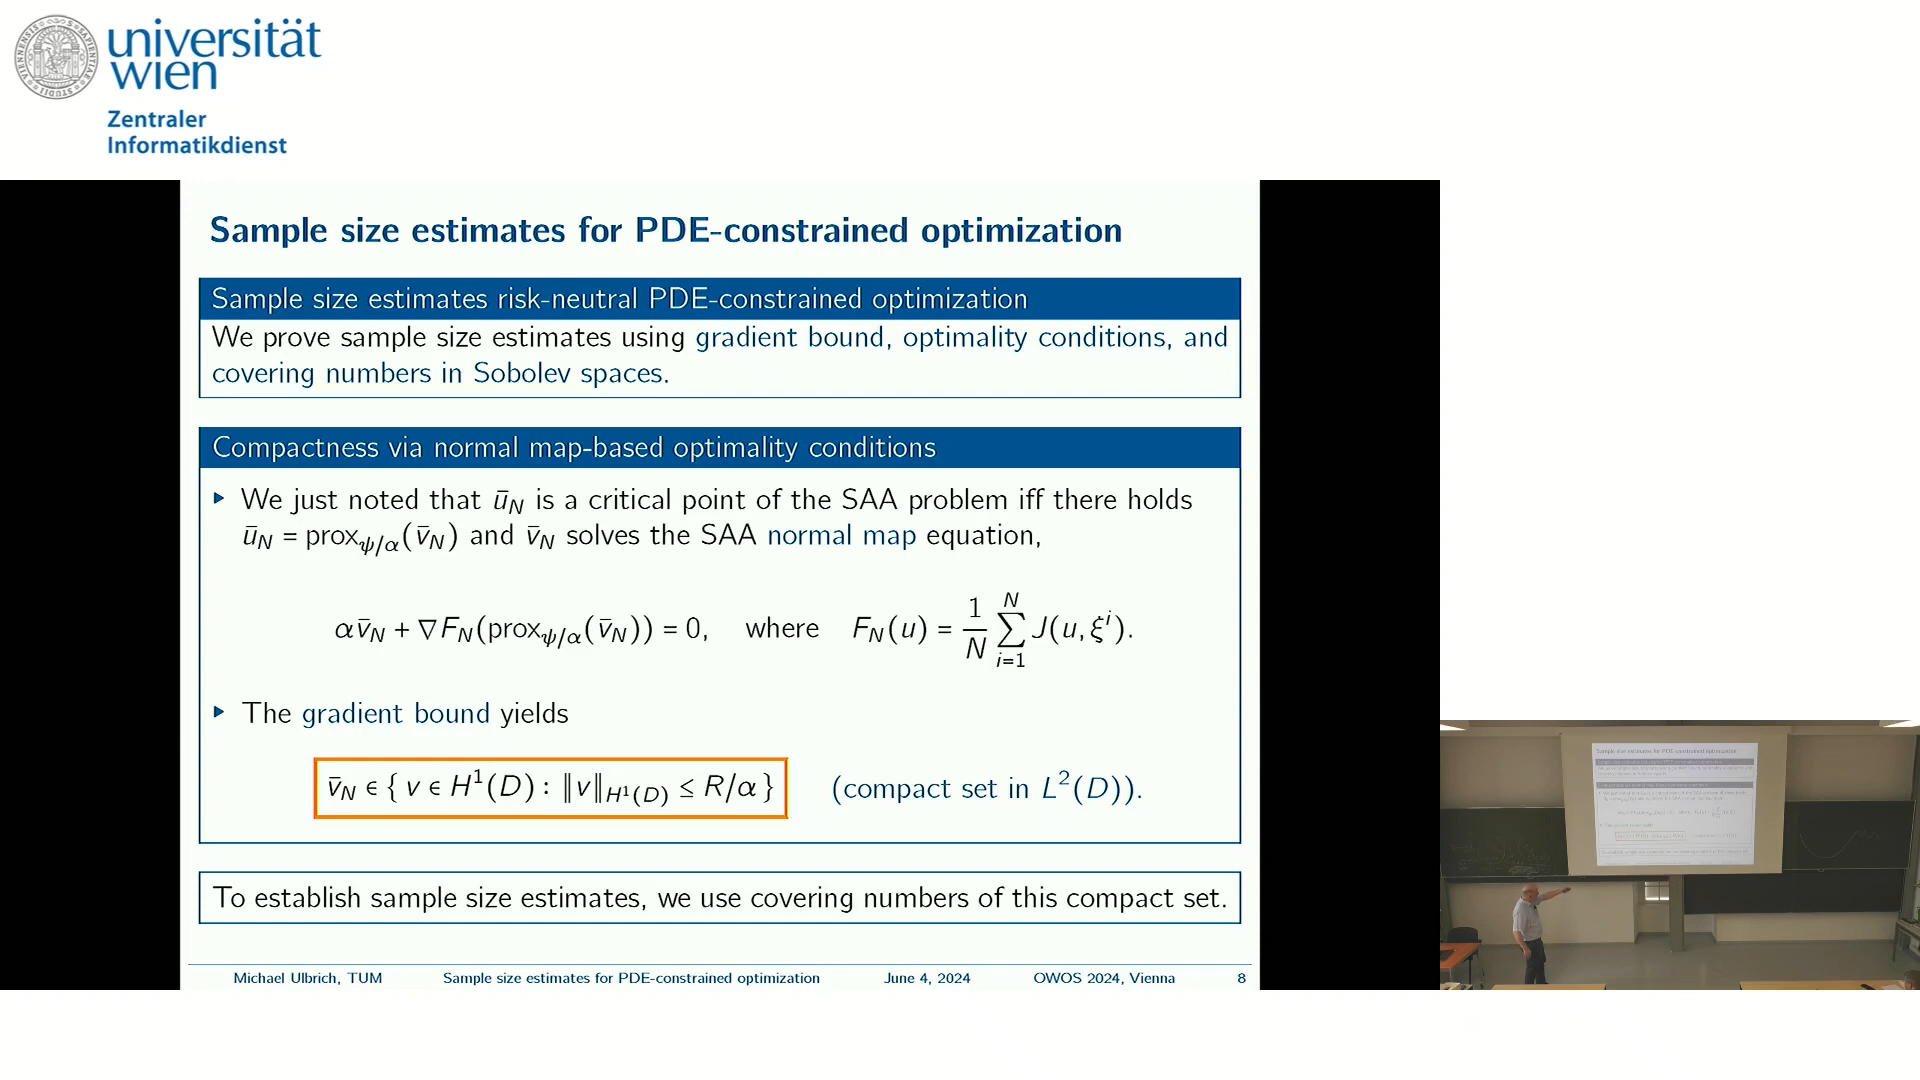 universität
wien
Zentraler
Informatikdienst
Sample size estimates for PDE-constrained optimization
Sample size estimates risk-neutral PDE-constrained optimization
We prove sample size estimates using gradient bound, optimality conditions, and
covering numbers in Sobolev spaces.
Compactness via normal map-based optimality conditions
▸ We just noted that ū_N is a critical point of the SAA problem iff there holds
ū_N = prox_{ψ/α}(v̄_N) and v̄_N solves the SAA normal map equation,
αv̄_N + ∇F_N(prox_{ψ/α}(v̄_N)) = 0, where F_N(u) = 1/N ∑_{i=1}^{N} J(u, ξ^i).
▸ The gradient bound yields
v̄_N ∈ { v ∈ H^1(D) : ‖v‖_{H^1(D)} ≤ R/α } (compact set in L^2(D)).
To establish sample size estimates, we use covering numbers of this compact set.
Michael Ulbrich, TUM Sample size estimates for PDE-constrained optimization June 4, 2024 OWOS 2024, Vienna 8